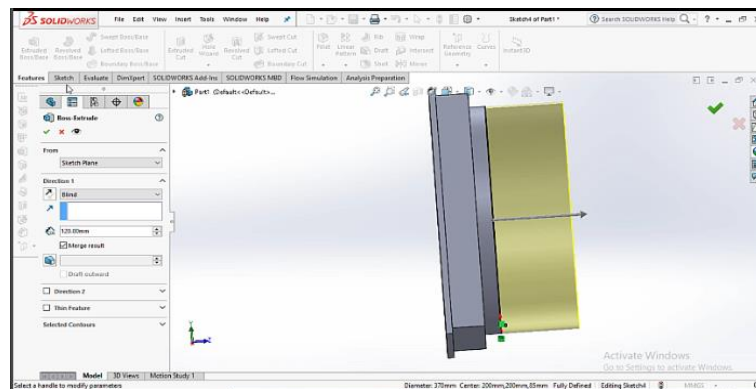 SOLIDWORKS File Edit View Insert Tools Window Help Sketch4 of Part1 * Search SOLIDWORKS Help
Extruded Boss/Base Revolved Boss/Base Swept Boss/Base Lofted Boss/Base Boundary Boss/Base Extruded Cut Hole Wizard Revolved Cut Swept Cut Lofted Cut Boundary Cut Fillet Linear Pattern Rib Draft Shell Wrap Intersect Mirror Reference Geometry Curves Instant3D
Features Sketch Evaluate DimXpert SOLIDWORKS Add-Ins SOLIDWORKS MBD Flow Simulation Analysis Preparation
Part1 (Default<<Default>...
Boss-Extrude
From
Sketch Plane
Direction 1
Blind
120.00mm
Merge result
Draft outward
Direction 2
Thin Feature
Selected Contours
Activate Windows
Go to Settings to activate Windows.
Model 3D Views Motion Study 1
Select a handle to modify parameters Diameter: 370mm Center: 200mm,200mm,85mm Fully Defined Editing Sketch4 MMGS